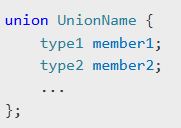 union UnionName {
    type1 member1;
    type2 member2;
    ...
};